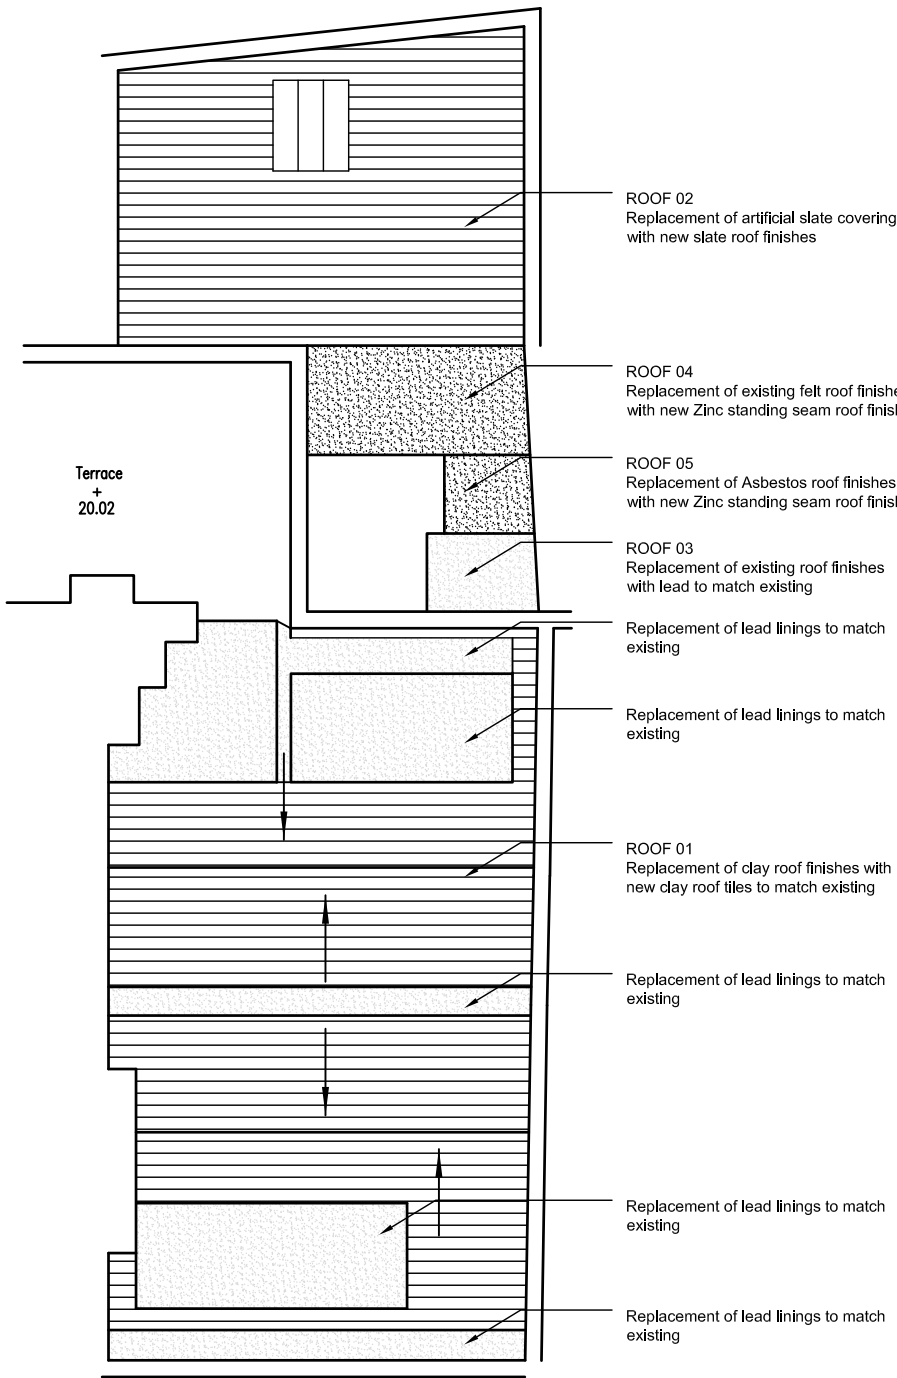 ROOF 02
Replacement of artificial slate covering
with new slate roof finishes
ROOF 04
Replacement of existing felt roof finishe
with new Zinc standing seam roof finis
Terrace
+
20.02
ROOF 05
Replacement of Asbestos roof finishes
with new Zinc standing seam roof finis
ROOF 03
Replacement of existing roof finishes
with lead to match existing
Replacement of lead linings to match
existing
Replacement of lead linings to match
existing
ROOF 01
Replacement of clay roof finishes with
new clay roof tiles to match existing
Replacement of lead linings to match
existing
Replacement of lead linings to match
existing
Replacement of lead linings to match
existing